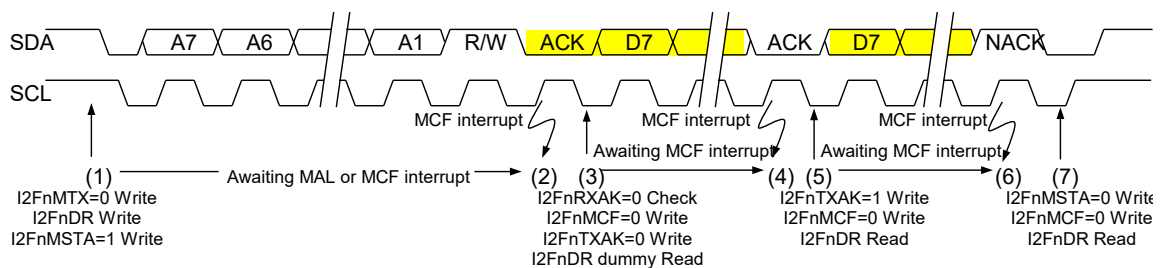 SDA A7 A6 A1 R/W ACK D7 ACK D7 NACK
SCL
MCF interrupt MCF interrupt MCF interrupt
Awaiting MCF interrupt Awaiting MCF interrupt
(1) Awaiting MAL or MCF interrupt (2) (3) (4) (5) (6) (7)
I2FnMTX=0 Write I2FnRXAK=0 Check I2FnTXAK=1 Write I2FnMSTA=0 Write
I2FnDR Write I2FnMCF=0 Write I2FnMCF=0 Write I2FnMCF=0 Write
I2FnMSTA=1 Write I2FnTXAK=0 Write I2FnDR Read I2FnDR Read
I2FnDR dummy Read